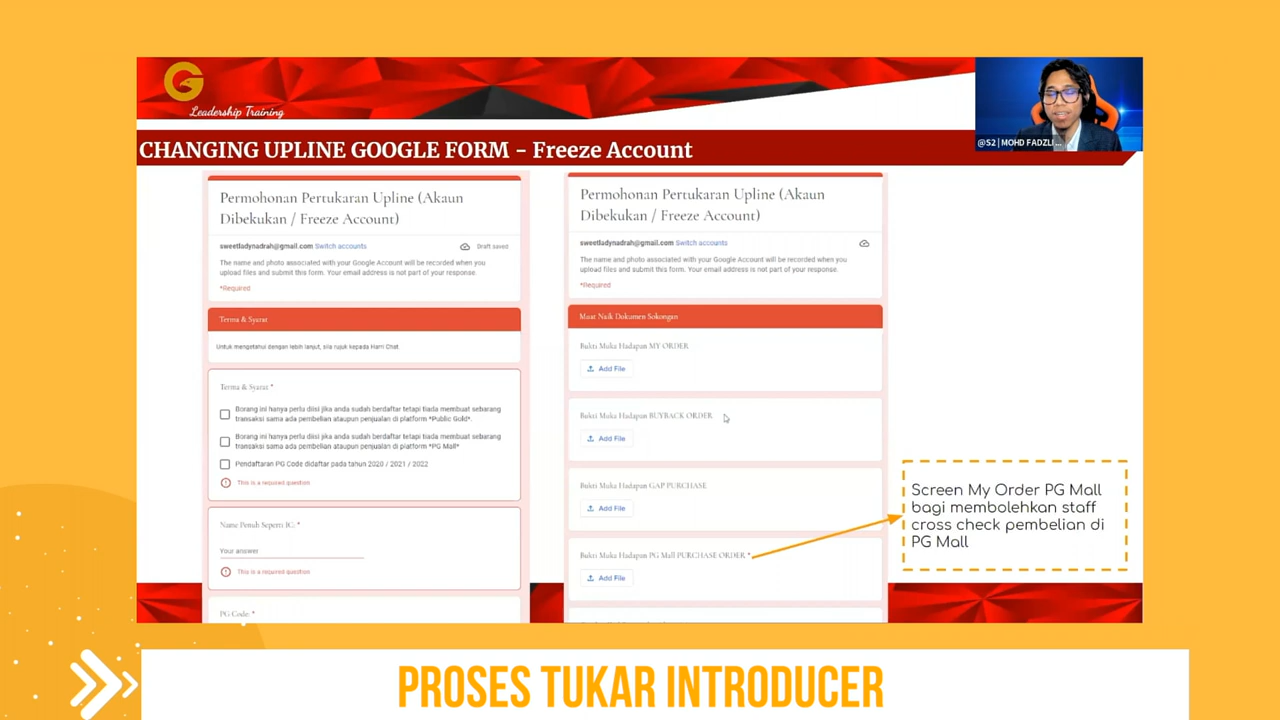 Leadership Training
@S2 | MOHD FADZLI ...
CHANGING UPLINE GOOGLE FORM – Freeze Account
Permohonan Pertukaran Upline (Akaun
Dibekukan / Freeze Account)
sweetladynadrah@gmail.com Switch accounts
Draft saved
The name and photo associated with your Google Account will be recorded when you
upload files and submit this form. Your email address is not part of your response.
*Required
Terma & Syarat
Untuk mengetahui dengan lebih lanjut, sila rujuk kepada Harri Chat.
Terma & Syarat *
Borang ini hanya perlu diisi jika anda sudah berdaftar tetapi tiada membuat sebarang
transaksi sama ada pembelian ataupun penjualan di platform *Public Gold*.
Borang ini hanya perlu diisi jika anda sudah berdaftar tetapi tiada membuat sebarang
transaksi sama ada pembelian ataupun penjualan di platform *PG Mall*
Pendaftaran PG Code didaftar pada tahun 2020 / 2021 / 2022
This is a required question
Name Penuh Seperti IC: *
Your answer
This is a required question
PG Code: *
Permohonan Pertukaran Upline (Akaun
Dibekukan / Freeze Account)
sweetladynadrah@gmail.com Switch accounts
The name and photo associated with your Google Account will be recorded when you
upload files and submit this form. Your email address is not part of your response.
*Required
Muat Naik Dokumen Sokongan
Bukti Muka Hadapan MY ORDER
Add File
Bukti Muka Hadapan BUYBACK ORDER
Add File
Bukti Muka Hadapan GAP PURCHASE
Add File
Bukti Muka Hadapan PG Mall PURCHASE ORDER *
Add File
Screen My Order PG Mall
bagi membolehkan staff
cross check pembelian di
PG Mall
PROSES TUKAR INTRODUCER